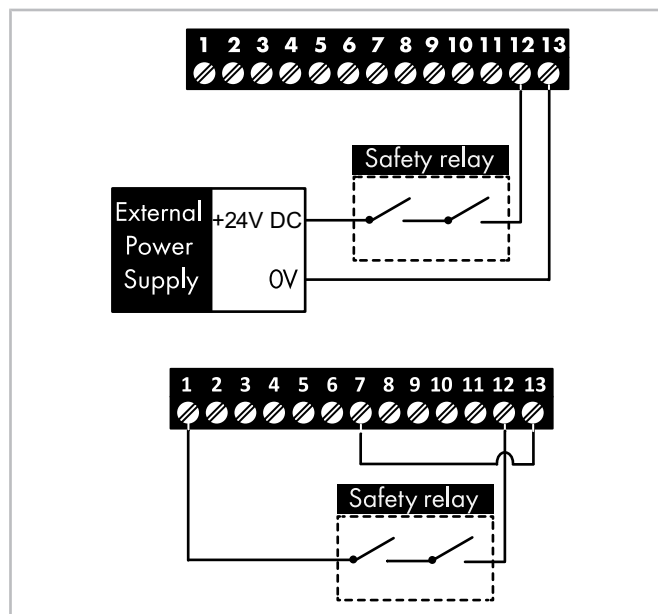 1 2 3 4 5 6 7 8 9 10 11 12 13
Safety relay
External
Power
Supply
+24V DC
0V
1 2 3 4 5 6 7 8 9 10 11 12 13
Safety relay